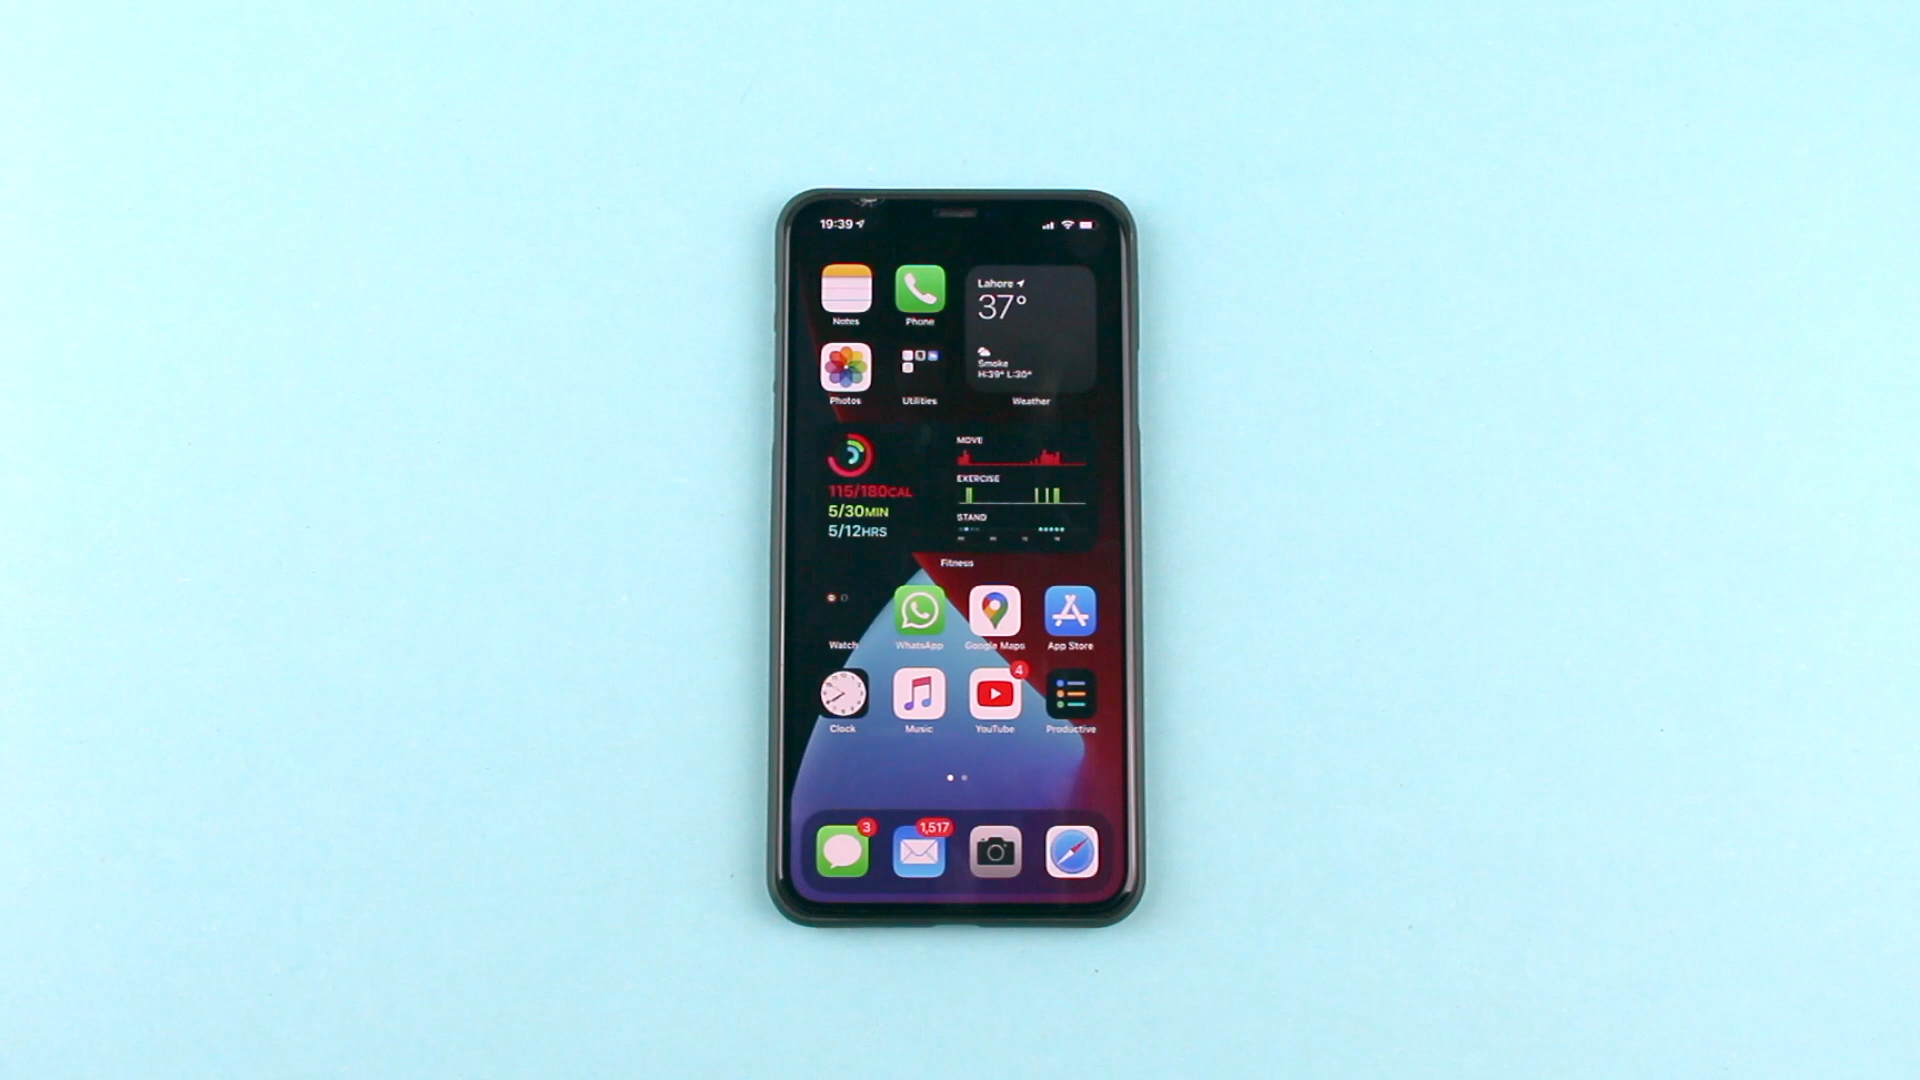 19:39
Lahore
37°
Notes
Phone
Smoke
H:39° L:30°
Photos
Utilities
Weather
MOVE
115/180CAL
EXERCISE
5/30MIN
STAND
5/12HRS
Fitness
Watch
WhatsApp
Google Maps
App Store
4
Clock
Music
YouTube
Productive
3
1,517